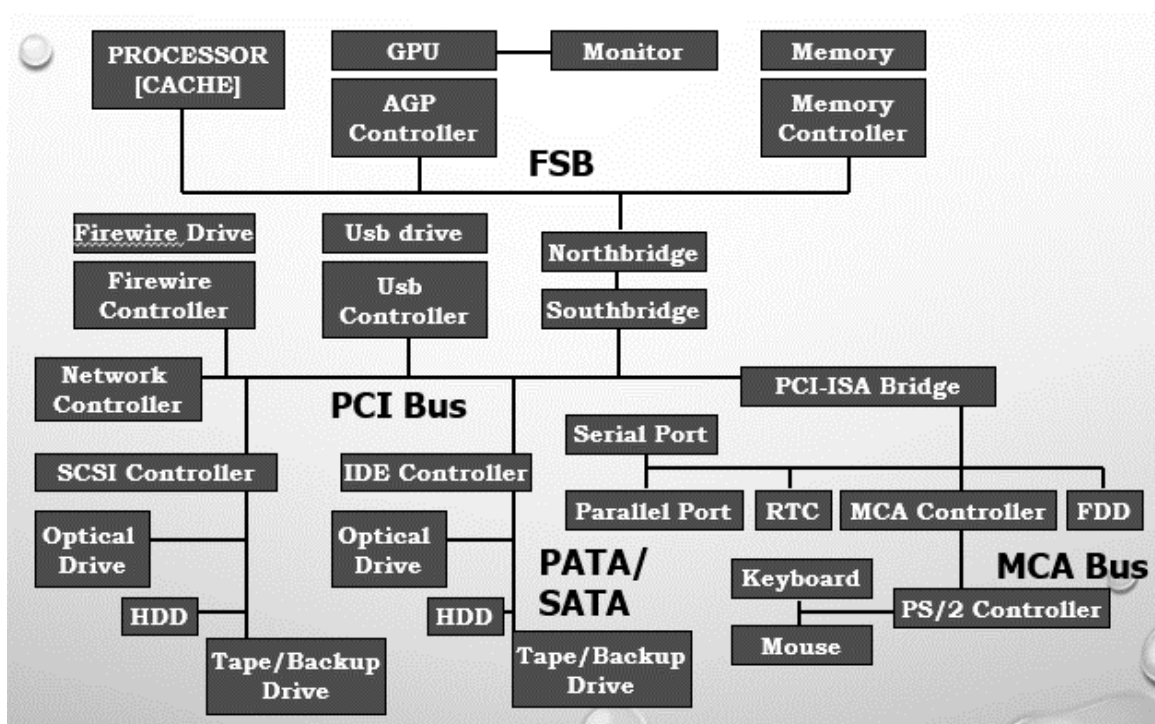 PROCESSOR
[CACHE]
GPU
Monitor
Memory
AGP
Controller
Memory
Controller
FSB
Firewire Drive
Usb drive
Northbridge
Firewire
Controller
Usb
Controller
Southbridge
Network
Controller
PCI Bus
PCI-ISA Bridge
Serial Port
SCSI Controller
IDE Controller
Parallel Port
RTC
MCA Controller
FDD
Optical
Drive
Optical
Drive
PATA/
SATA
MCA Bus
Keyboard
HDD
HDD
PS/2 Controller
Mouse
Tape/Backup
Drive
Tape/Backup
Drive